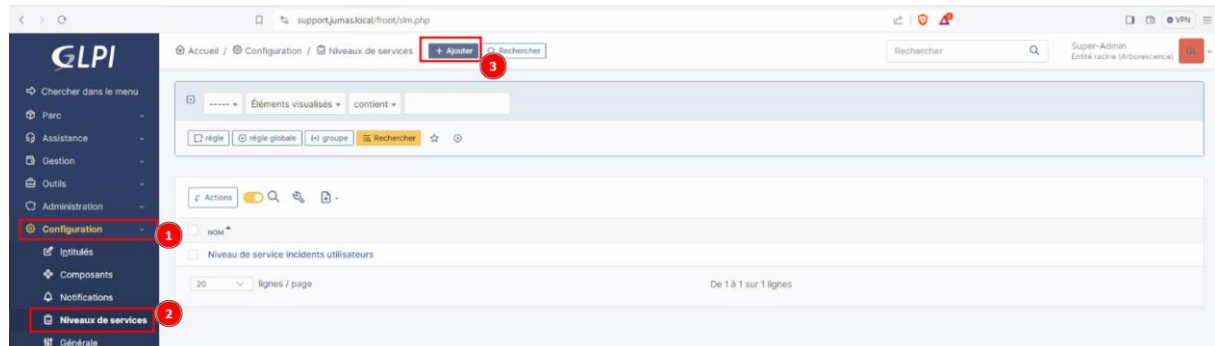 support.jumas.local/front/slm.php
VPN
GLPI
Accueil / Configuration / Niveaux de services
+ Ajouter
Rechercher
3
Rechercher
Super-Admin
Entité racine (Arborescence)
GL
Chercher dans le menu
Parc
Assistance
Gestion
Outils
Administration
Configuration
1
Intitulés
Composants
Notifications
Niveaux de services
2
Générale
----- Éléments visualisés contient
règle
règle globale
groupe
Rechercher
Actions
NOM
Niveau de service incidents utilisateurs
20 lignes / page
De 1 à 1 sur 1 lignes